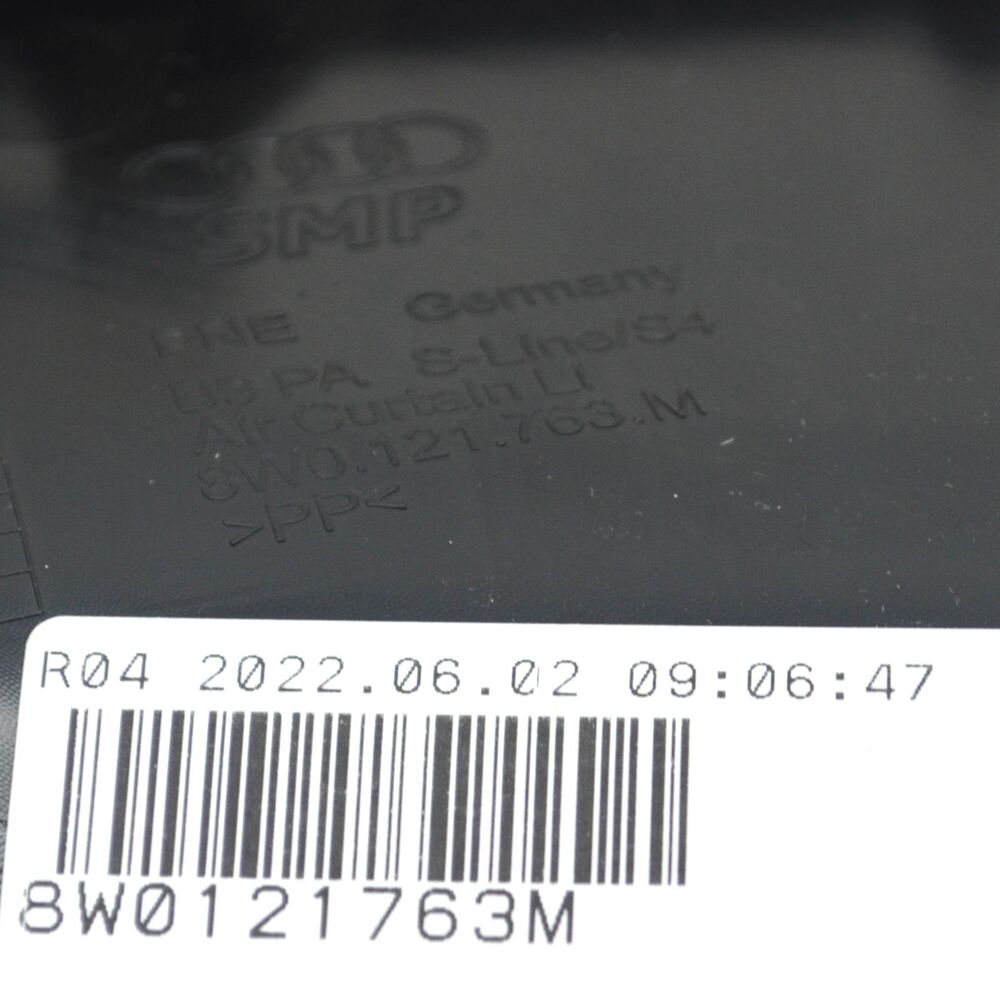 SMP
PNE Germany
B9 PA S-Line/S4
Air Curtain LI
8W0.121.763.M
>PP<
R04 2022.06.02 09:06:47
8W0121763M